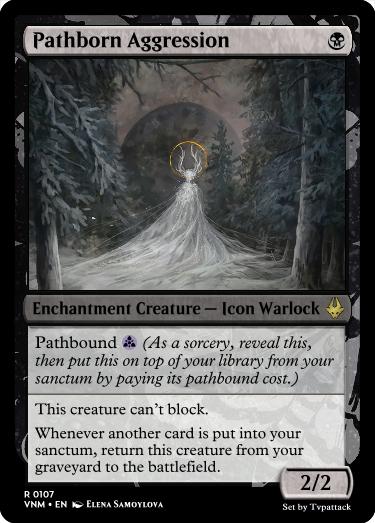 Pathborn Aggression
Enchantment Creature — Icon Warlock
Pathbound (As a sorcery, reveal this,
then put this on top of your library from your
sanctum by paying its pathbound cost.)
This creature can't block.
Whenever another card is put into your
sanctum, return this creature from your
graveyard to the battlefield.
2/2
R 0107
VNM • EN Elena Samoylova
Set by Tvpattack